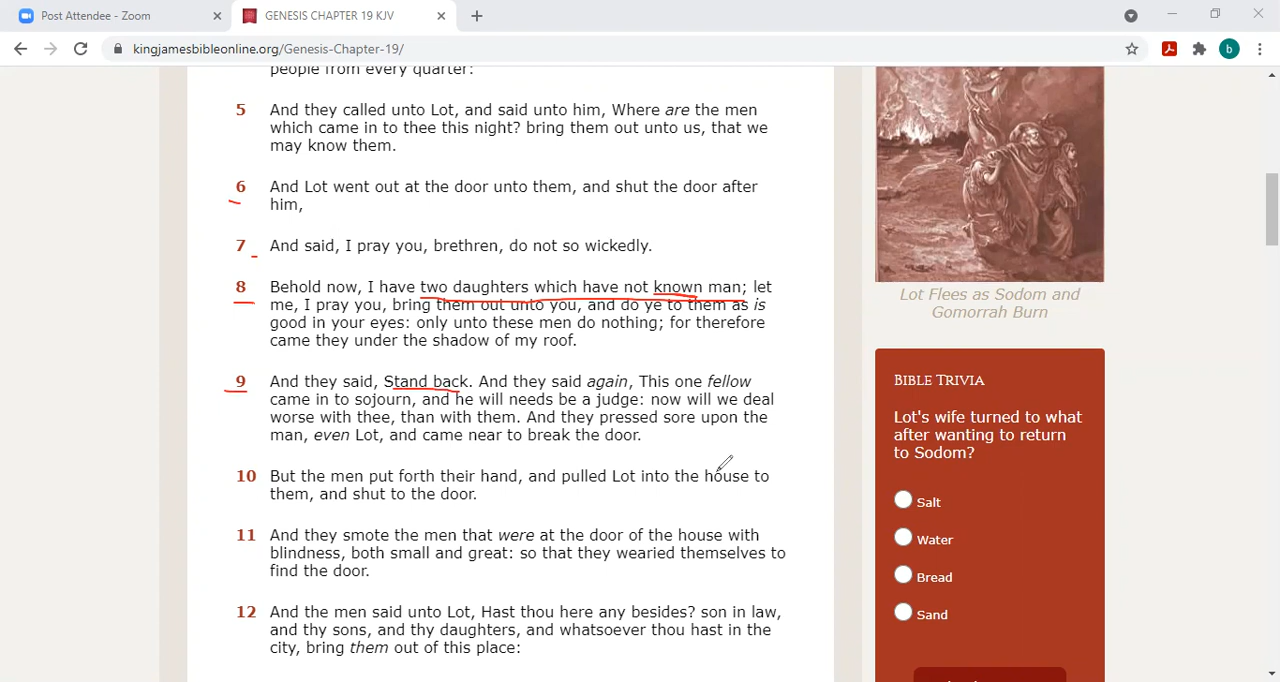 Post Attendee - Zoom
GENESIS CHAPTER 19 KJV
kingjamesbibleonline.org/Genesis-Chapter-19/
b
people from every quarter:
5 And they called unto Lot, and said unto him, Where are the men
which came in to thee this night? bring them out unto us, that we
may know them.
6 And Lot went out at the door unto them, and shut the door after
him,
7 And said, I pray you, brethren, do not so wickedly.
8 Behold now, I have two daughters which have not known man; let
me, I pray you, bring them out unto you, and do ye to them as is
good in your eyes: only unto these men do nothing; for therefore
came they under the shadow of my roof.
9 And they said, Stand back. And they said again, This one fellow
came in to sojourn, and he will needs be a judge: now will we deal
worse with thee, than with them. And they pressed sore upon the
man, even Lot, and came near to break the door.
10 But the men put forth their hand, and pulled Lot into the house to
them, and shut to the door.
11 And they smote the men that were at the door of the house with
blindness, both small and great: so that they wearied themselves to
find the door.
12 And the men said unto Lot, Hast thou here any besides? son in law,
and thy sons, and thy daughters, and whatsoever thou hast in the
city, bring them out of this place:
Lot Flees as Sodom and
Gomorrah Burn
BIBLE TRIVIA
Lot's wife turned to what
after wanting to return
to Sodom?
Salt
Water
Bread
Sand